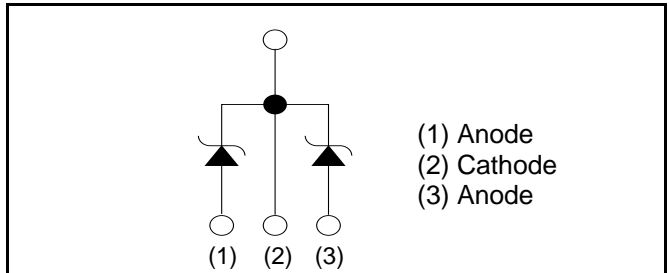 (1) Anode
(2) Cathode
(3) Anode
(1) (2) (3)